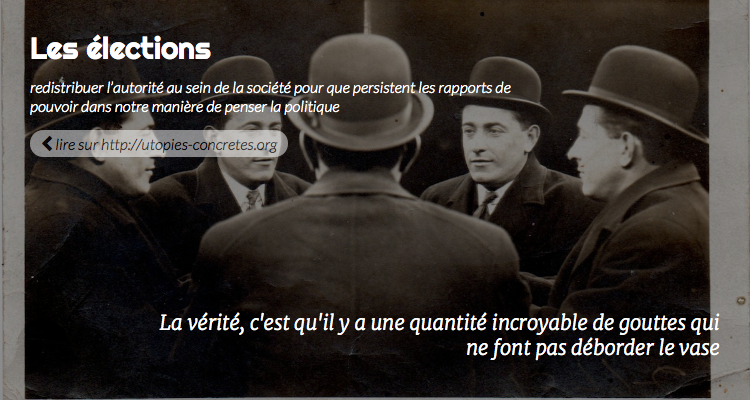 Les élections
redistribuer l'autorité au sein de la société pour que persistent les rapports de
pouvoir dans notre manière de penser la politique
lire sur http://utopies-concretes.org
La vérité, c'est qu'il y a une quantité incroyable de gouttes qui
ne font pas déborder le vase